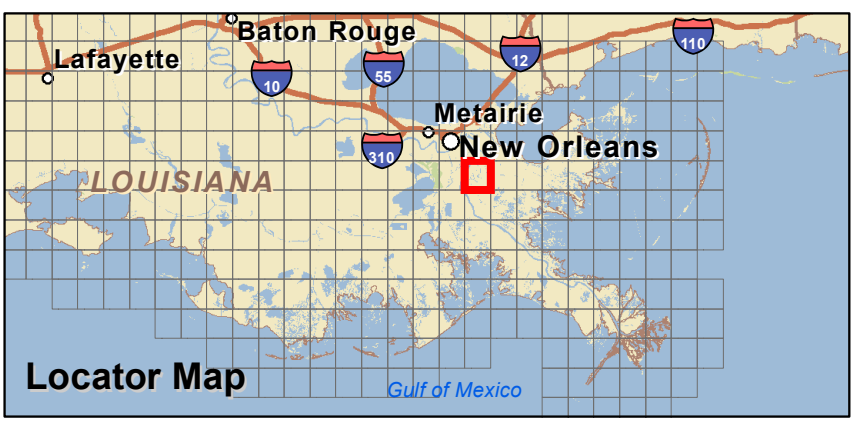 Baton Rouge
Lafayette
10
55
12
110
Metairie
New Orleans
310
LOUISIANA
Locator Map
Gulf of Mexico